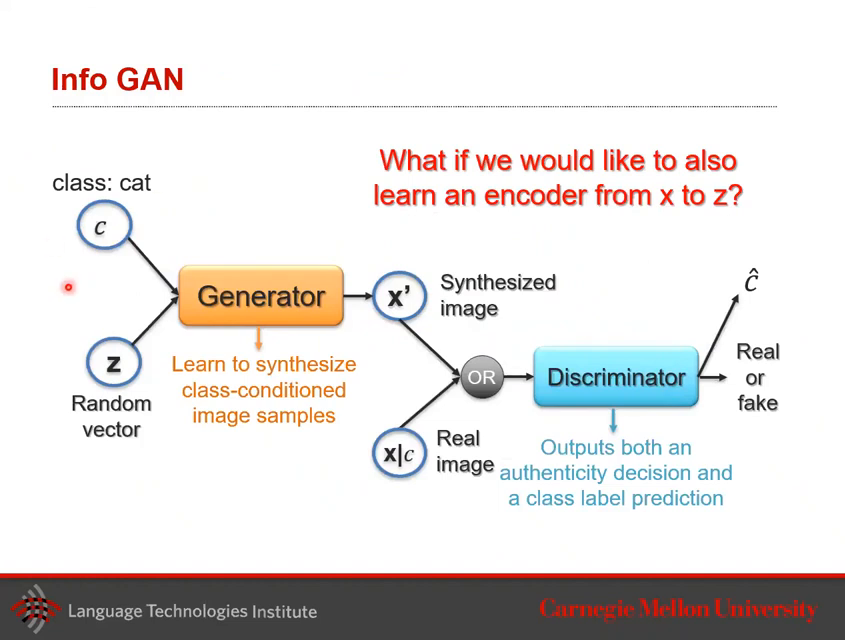 Info GAN
What if we would like to also
learn an encoder from x to z?
class: cat
c
Generator
x'
Synthesized
image
ĉ
z
Random
vector
Learn to synthesize
class-conditioned
image samples
OR
Discriminator
Real
or
fake
x|c
Real
image
Outputs both an
authenticity decision and
a class label prediction
Language Technologies Institute
Carnegie Mellon University